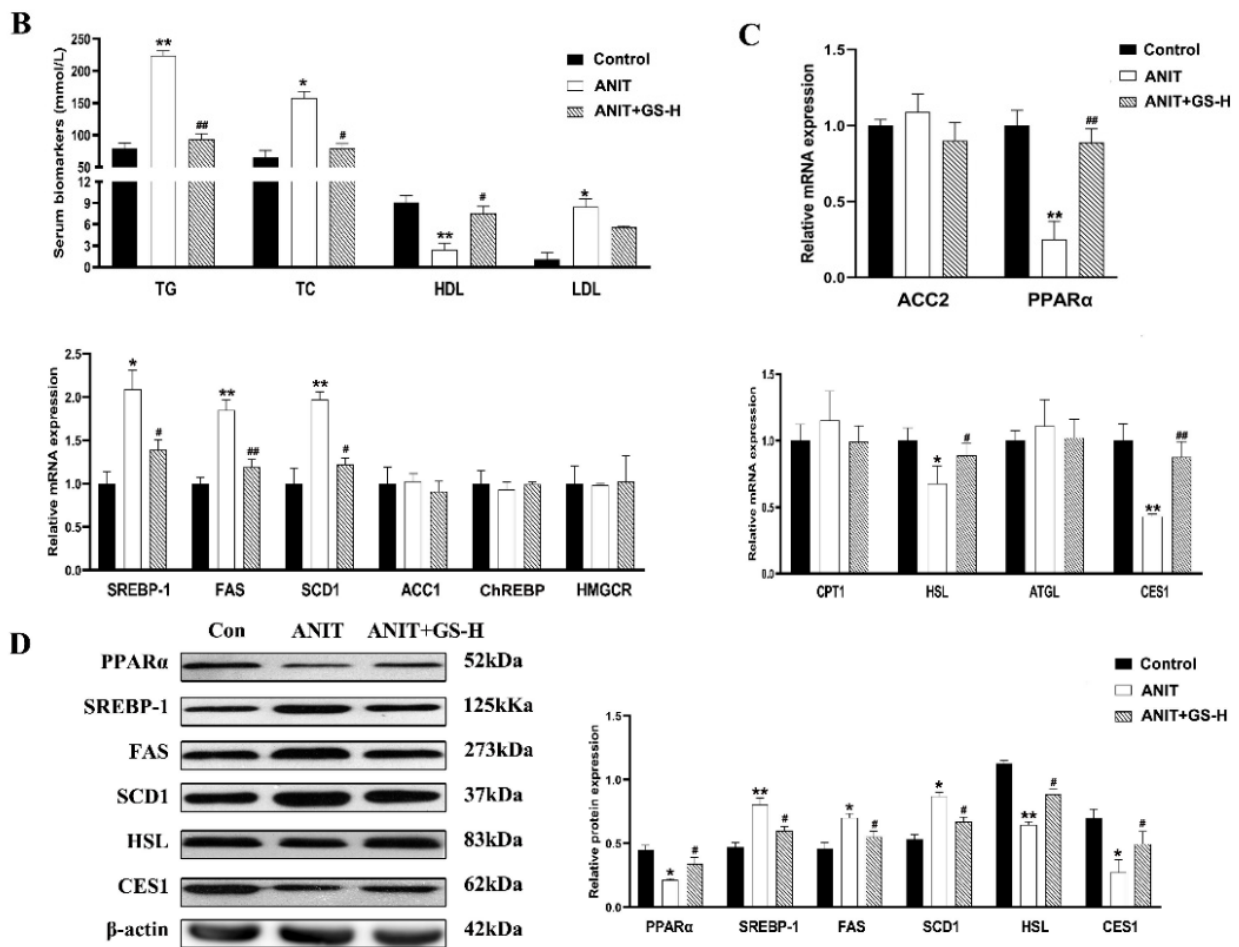 B
Serum biomarkers (mmol/L)
250
200
150
100
50
9
6
3
0
**
##
*
#
**
#
*
TG TC HDL LDL
Control
ANIT
ANIT+GS-H
C
Relative mRNA expression
1.5
1.0
0.5
0.0
**
##
ACC2 PPARα
Control
ANIT
ANIT+GS-H
Relative mRNA expression
2.5
2.0
1.5
1.0
0.5
0.0
*
#
**
##
**
#
SREBP-1 FAS SCD1 ACC1 ChREBP HMGCR
Relative mRNA expression
1.5
1.0
0.5
0.0
*
#
**
##
CPT1 HSL ATGL CES1
D
Con ANIT ANIT+GS-H
PPARα 52kDa
SREBP-1 125kKa
FAS 273kDa
SCD1 37kDa
HSL 83kDa
CES1 62kDa
β-actin 42kDa
Control
ANIT
ANIT+GS-H
Relative protein expression
1.5
1.0
0.5
0.0
*
#
**
#
*
#
*
#
**
#
*
#
PPARα SREBP-1 FAS SCD1 HSL CES1